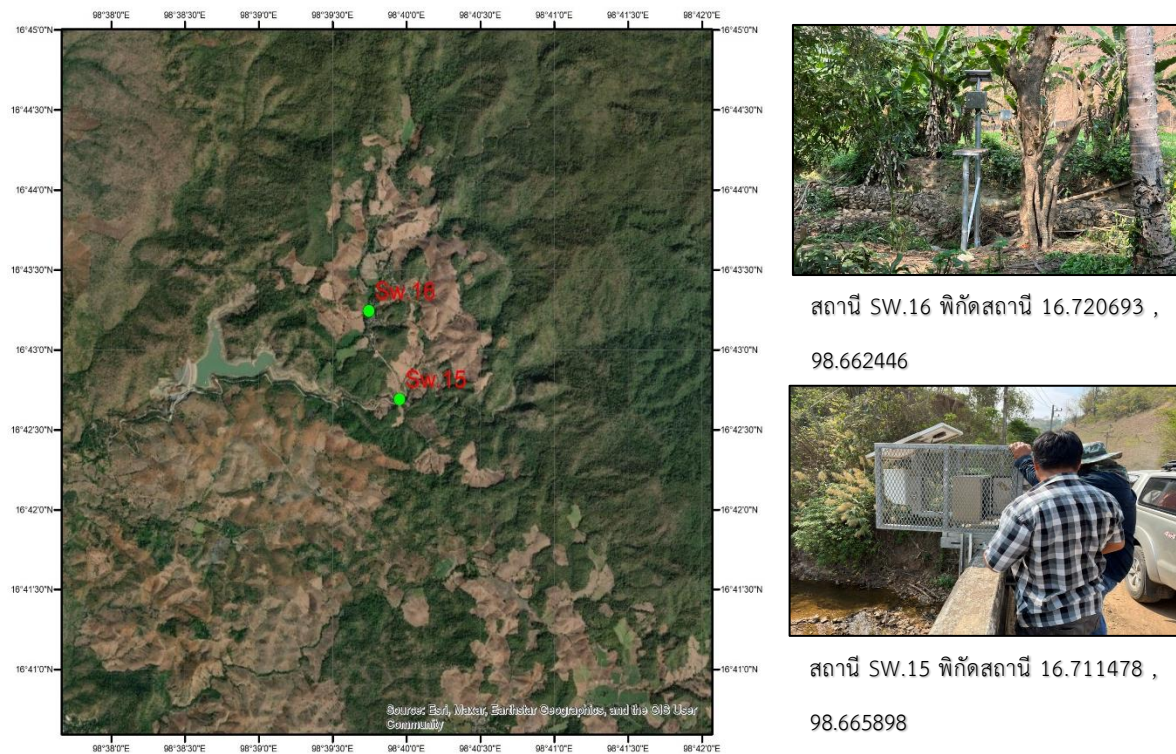 98°38'0"E 98°38'30"E 98°39'0"E 98°39'30"E 98°40'0"E 98°40'30"E 98°41'0"E 98°41'30"E 98°42'0"E
16°45'0"N 16°45'0"N
16°44'30"N 16°44'30"N
16°44'0"N 16°44'0"N
16°43'30"N 16°43'30"N
Sw.16
16°43'0"N 16°43'0"N
Sw.15
16°42'30"N 16°42'30"N
16°42'0"N 16°42'0"N
16°41'30"N 16°41'30"N
16°41'0"N 16°41'0"N
Source: Esri, Maxar, Earthstar Geographics, and the GIS User
Community
98°38'0"E 98°38'30"E 98°39'0"E 98°39'30"E 98°40'0"E 98°40'30"E 98°41'0"E 98°41'30"E 98°42'0"E
สถานี SW.16 พิกัดสถานี 16.720693 ,
98.662446
สถานี SW.15 พิกัดสถานี 16.711478 ,
98.665898